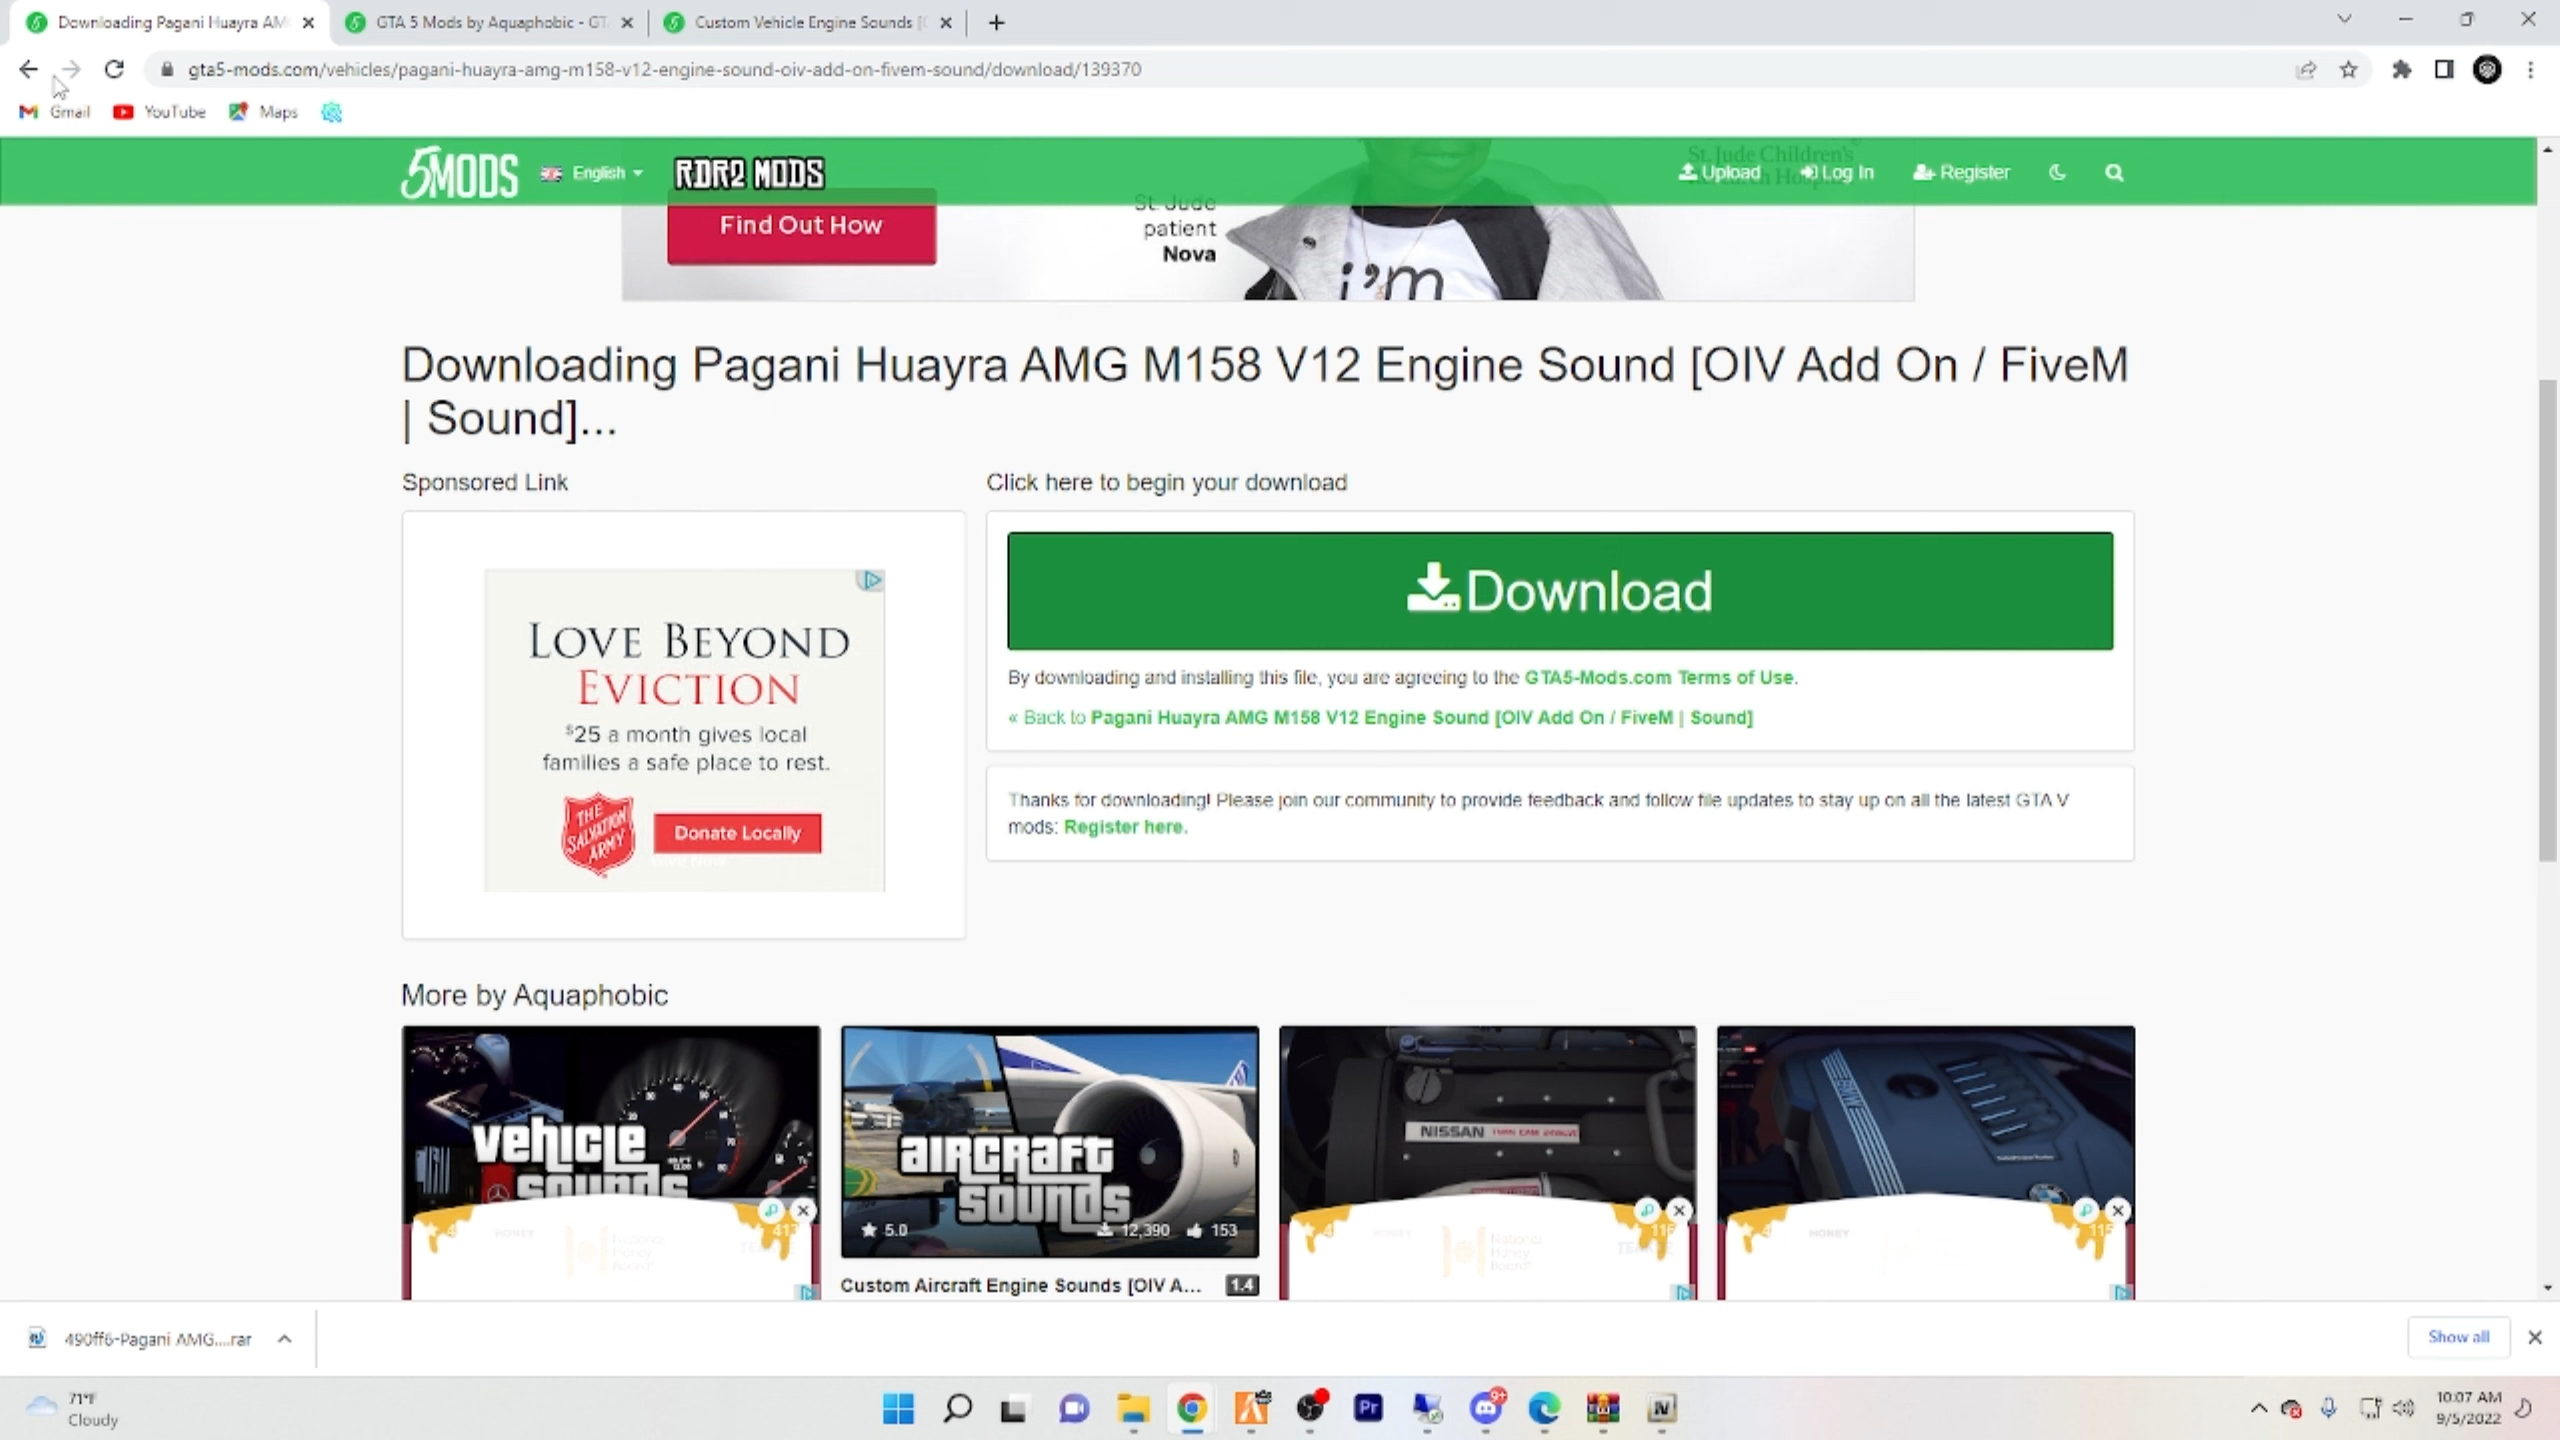 Downloading Pagani Huayra AM
GTA 5 Mods by Aquaphobic - GT
Custom Vehicle Engine Sounds [
gta5-mods.com/vehicles/pagani-huayra-amg-m158-v12-engine-sound-oiv-add-on-fivem-sound/download/139370
Gmail
YouTube
Maps
5MODS
English
RDR2 MODS
St. Jude Children's
Upload
Log In
Register
Find Out How
St. Jude
patient
Nova
i'm
Downloading Pagani Huayra AMG M158 V12 Engine Sound [OIV Add On / FiveM
| Sound]...
Sponsored Link
Click here to begin your download
LOVE BEYOND
EVICTION
$25 a month gives local
families a safe place to rest.
THE
SALVATION
ARMY
Donate Locally
Download
By downloading and installing this file, you are agreeing to the GTA5-Mods.com Terms of Use.
« Back to Pagani Huayra AMG M158 V12 Engine Sound [OIV Add On / FiveM | Sound]
Thanks for downloading! Please join our community to provide feedback and follow file updates to stay up on all the latest GTA V
mods: Register here.
More by Aquaphobic
vehicle
sounds
aircraft
sounds
5.0
12,390
153
NISSAN
HONEY
HONEY
HONEY
Custom Aircraft Engine Sounds [OIV A...
1.4
490ff6-Pagani AMG....rar
Show all
71°F
Cloudy
Pr
9+
10:07 AM
9/5/2022